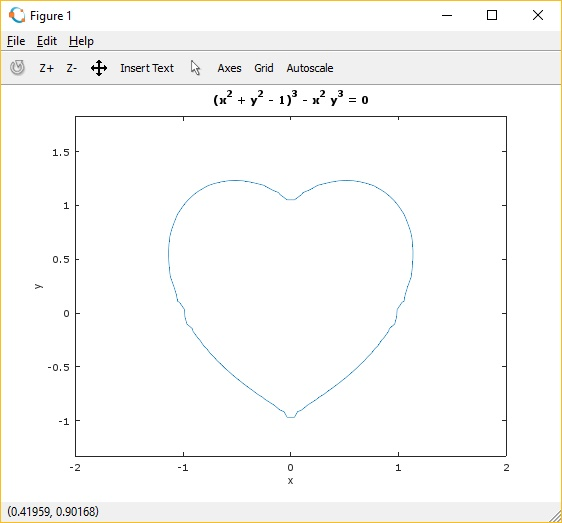 Figure 1
File Edit Help
Z+ Z- Insert Text Axes Grid Autoscale
(x² + y² - 1)³ - x² y³ = 0
1.5
1
0.5
y
0
-0.5
-1
-2 -1 0 1 2
x
(0.41959, 0.90168)